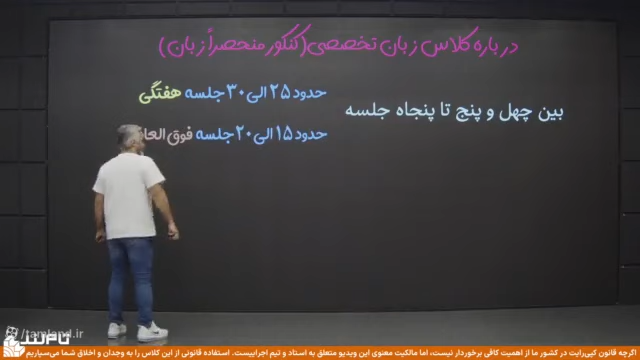 درباره کلاس زبان تخصصی (کنکور منحصراً زبان)
حدود ۲۵ الی ۳۰ جلسه هفتگی
بین چهل و پنج تا پنجاه جلسه
حدود ۱۵ الی ۲۰ جلسه فوق العا
تاملند
tamland.ir
اگرچه قانون کپی‌رایت در کشور ما از اهمیت کافی برخوردار نیست، اما مالکیت معنوی این ویدیو متعلق به استاد و تیم اجراییست. استفاده قانونی از این کلاس را به وجدان و اخلاق شما می‌سپاریم